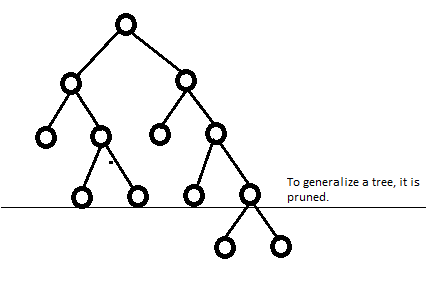 To generalize a tree, it is
pruned.